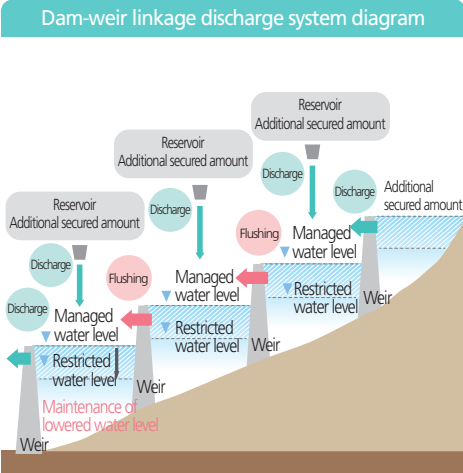 Dam-weir linkage discharge system diagram
Reservoir
Additional secured amount
Discharge
Discharge
Additional
secured amount
Reservoir
Additional secured amount
Discharge
Flushing
Managed
water level
Restricted
water level
Weir
Reservoir
Additional secured amount
Discharge
Flushing
Managed
water level
Restricted
water level
Weir
Discharge
Managed
water level
Restricted
water level
Weir
Maintenance of
lowered water level
Weir